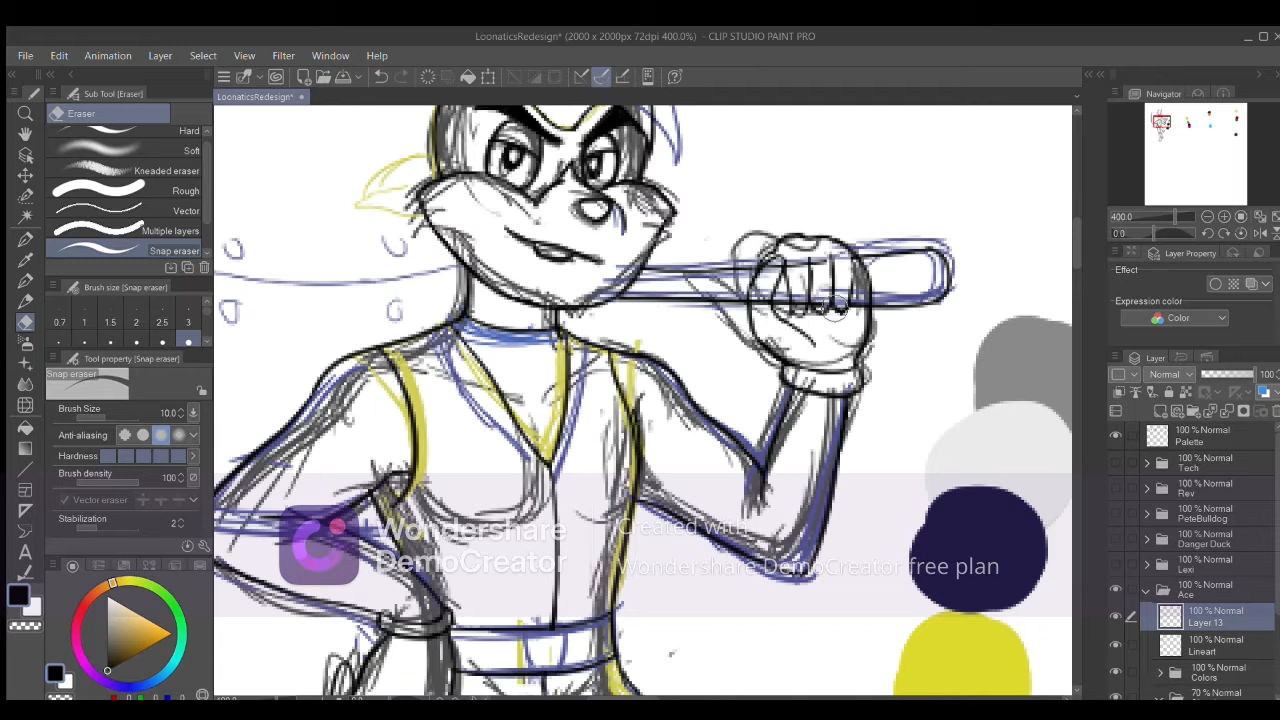 LoonaticsRedesign* (2000 x 2000px 72dpi 400.0%) - CLIP STUDIO PAINT PRO
File Edit Animation Layer Select View Filter Window Help
Sub Tool [Eraser]
LoonaticsRedesign*
Navigator
Eraser
Hard
Soft
Kneaded eraser
Rough
Vector
Multiple layers
Snap eraser
400.0
0.0
Layer Property
Effect
Expression color
Color
Brush size [Snap eraser]
0.7 1 1.5 2 2.5 3
Tool property [Snap eraser]
Snap eraser
Brush Size 10.0
Anti-aliasing
Hardness
Brush density 100
Vector eraser
Stabilization 2
Layer
Normal 100
100 % Normal
Palette
100 % Normal
Tech
100 % Normal
Rev
100 % Normal
PeteBulldog
100 % Normal
Danger Duck
100 % Normal
Lexi
100 % Normal
Ace
100 % Normal
Layer 13
100 % Normal
Lineart
100 % Normal
Colors
70 % Normal
Wondershare
DemoCreator
Created with
Wondershare DemoCreator free plan